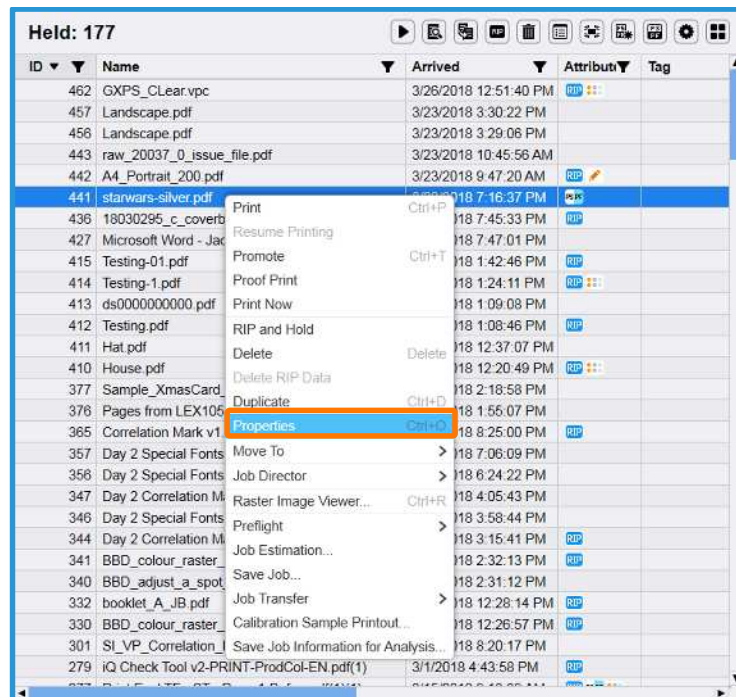 Held: 177
ID Name Arrived Attribut Tag
462 GXPS_CLear.vpc 3/26/2018 12:51:40 PM RIP
457 Landscape.pdf 3/23/2018 3:30:22 PM
456 Landscape.pdf 3/23/2018 3:29:06 PM
443 raw_20037_0_issue_file.pdf 3/23/2018 10:45:56 AM
442 A4_Portrait_200.pdf 3/23/2018 9:47:20 AM RIP
441 starwars-silver.pdf 018 7:16:37 PM
436 18030295_c_coverb 018 7:45:33 PM RIP
427 Microsoft Word - Jac 018 7:47:01 PM
415 Testing-01.pdf 018 1:42:46 PM RIP
414 Testing-1.pdf 018 1:24:11 PM RIP
413 ds0000000000.pdf 018 1:09:08 PM
412 Testing.pdf 018 1:08:46 PM RIP
411 Hat.pdf 018 12:37:07 PM
410 House.pdf 018 12:20:49 PM RIP
377 Sample_XmasCard_ 018 2:18:58 PM
376 Pages from LEX105 018 1:55:07 PM
365 Correlation Mark v1 018 8:25:00 PM RIP
357 Day 2 Special Fonts 018 7:06:09 PM
356 Day 2 Special Fonts 018 6:24:22 PM
347 Day 2 Correlation M 018 4:05:43 PM
346 Day 2 Special Fonts 018 3:58:44 PM
344 Day 2 Correlation M 018 3:15:41 PM RIP
341 BBD_colour_raster_ 018 2:32:13 PM RIP
340 BBD_adjust_a_spot 018 2:31:12 PM
332 booklet_A_JB.pdf 018 12:28:14 PM RIP
330 BBD_colour_raster_ 018 12:26:57 PM RIP
301 SI_VP_Correlation_ 018 8:20:17 PM
279 iQ Check Tool v2-PRINT-ProdCol-EN.pdf(1) 3/1/2018 4:43:58 PM RIP
Print Ctrl+P
Resume Printing
Promote Ctrl+T
Proof Print
Print Now
RIP and Hold
Delete Delete
Delete RIP Data
Duplicate Ctrl+D
Properties Ctrl+O
Move To >
Job Director >
Raster Image Viewer... Ctrl+R
Preflight >
Job Estimation...
Save Job...
Job Transfer >
Calibration Sample Printout...
Save Job Information for Analysis...